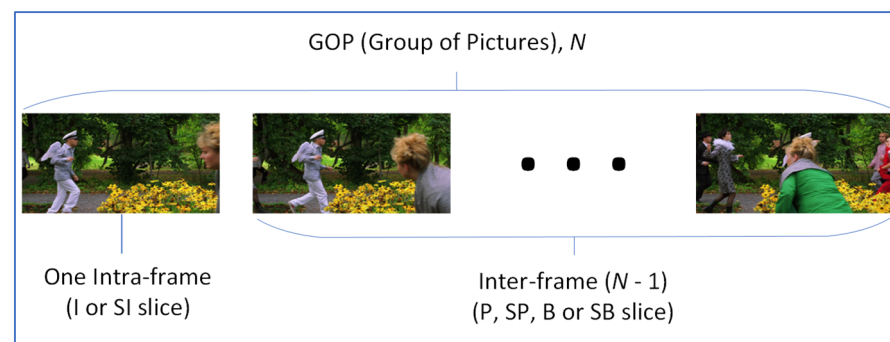 GOP (Group of Pictures), N
One Intra-frame
(I or SI slice)
Inter-frame (N - 1)
(P, SP, B or SB slice)